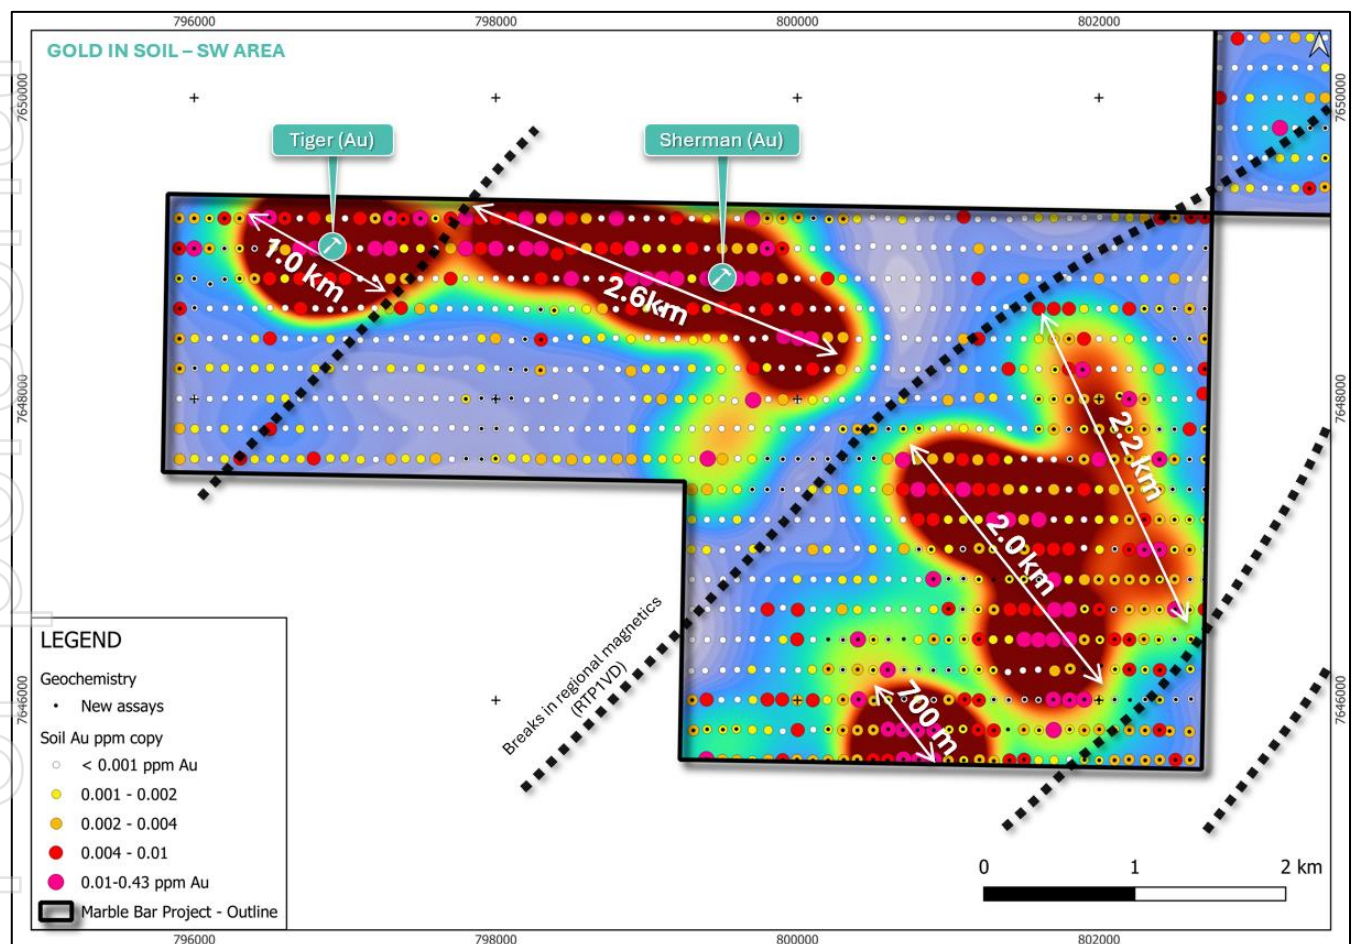 796000
798000
800000
802000
GOLD IN SOIL – SW AREA
7650000
7650000
Tiger (Au)
Sherman (Au)
1.0 km
2.6km
7648000
7648000
2.2 km
2.0 km
Breaks in regional magnetics
(RTP1VD)
700 m
7646000
7646000
LEGEND
Geochemistry
New assays
Soil Au ppm copy
< 0.001 ppm Au
0.001 - 0.002
0.002 - 0.004
0.004 - 0.01
0.01-0.43 ppm Au
Marble Bar Project - Outline
0
1
2 km
796000
798000
800000
802000